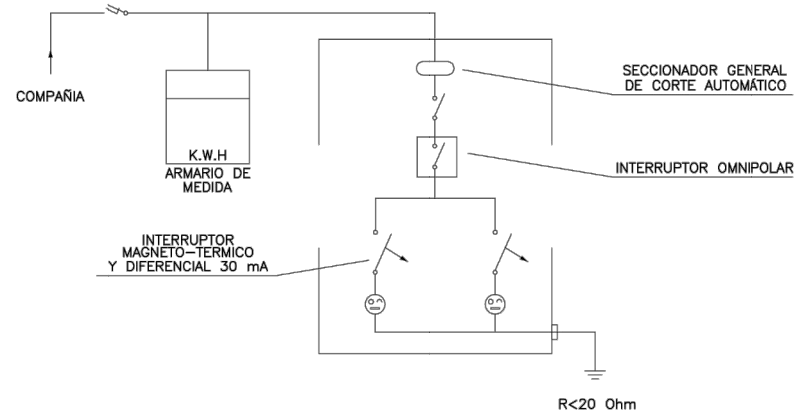 COMPAÑIA
K.W.H
ARMARIO DE
MEDIDA
SECCIONADOR GENERAL
DE CORTE AUTOMÁTICO
INTERRUPTOR OMNIPOLAR
INTERRUPTOR
MAGNETO-TERMICO
Y DIFERENCIAL 30 mA
R<20 Ohm